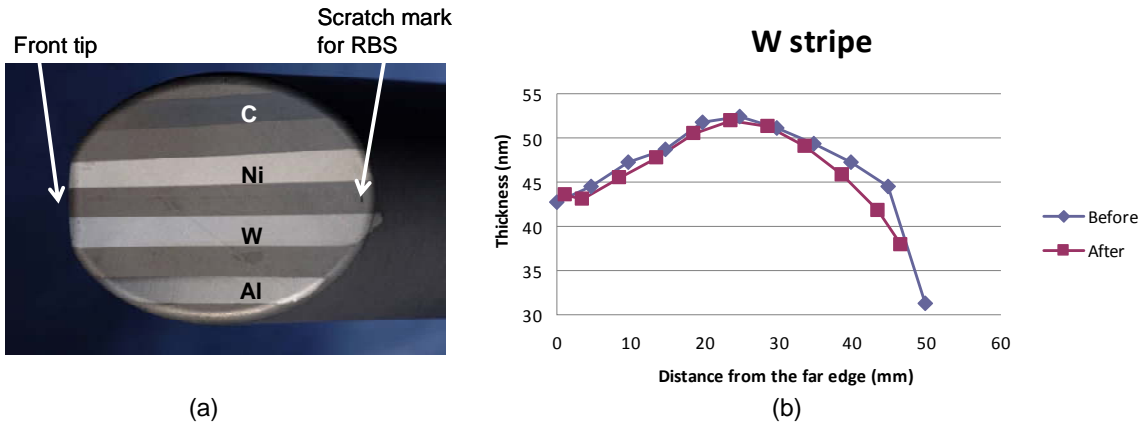 Front tip
Scratch mark
for RBS
C
Ni
W
Al
(a)
W stripe
Thickness (nm)
55
50
45
40
35
30
0
10
20
30
40
50
60
Distance from the far edge (mm)
Before
After
(b)